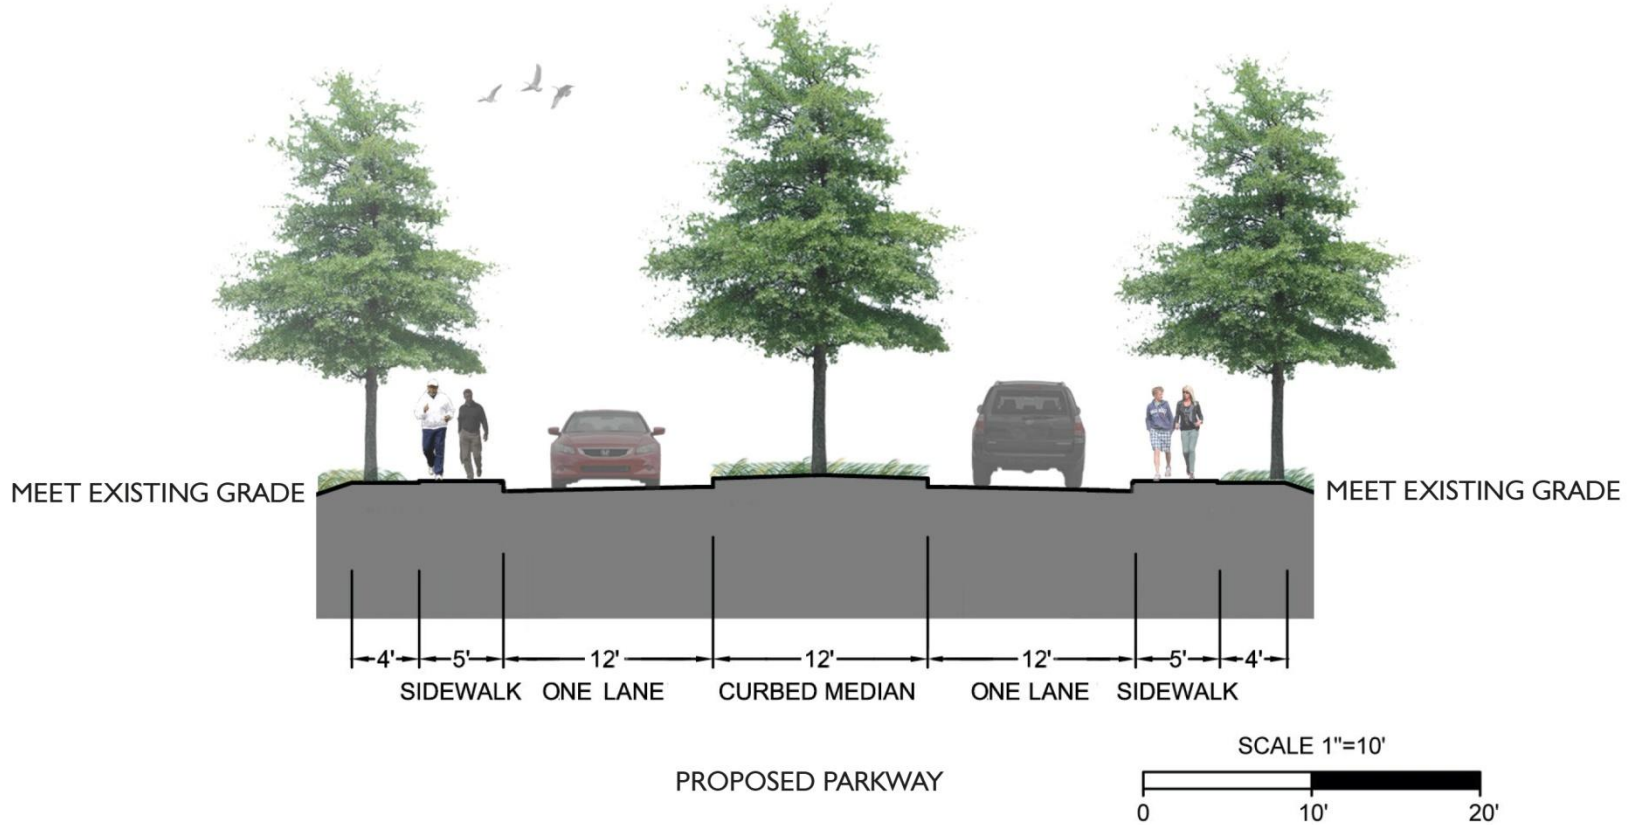 MEET EXISTING GRADE
MEET EXISTING GRADE
4' 5' 12' 12' 12' 5' 4'
SIDEWALK ONE LANE CURBED MEDIAN ONE LANE SIDEWALK
SCALE 1"=10'
PROPOSED PARKWAY
0 10' 20'